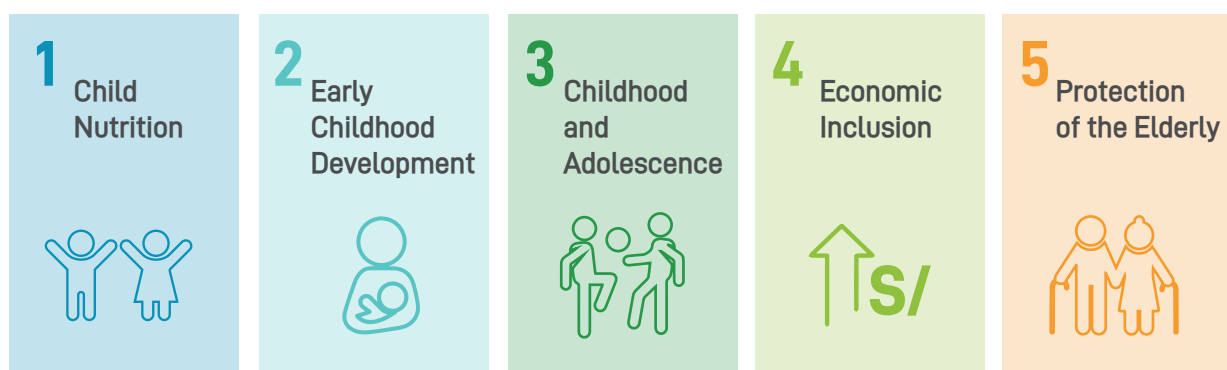 1
Child
Nutrition
2
Early
Childhood
Development
3
Childhood
and
Adolescence
4
Economic
Inclusion
S/
5
Protection
of the Elderly